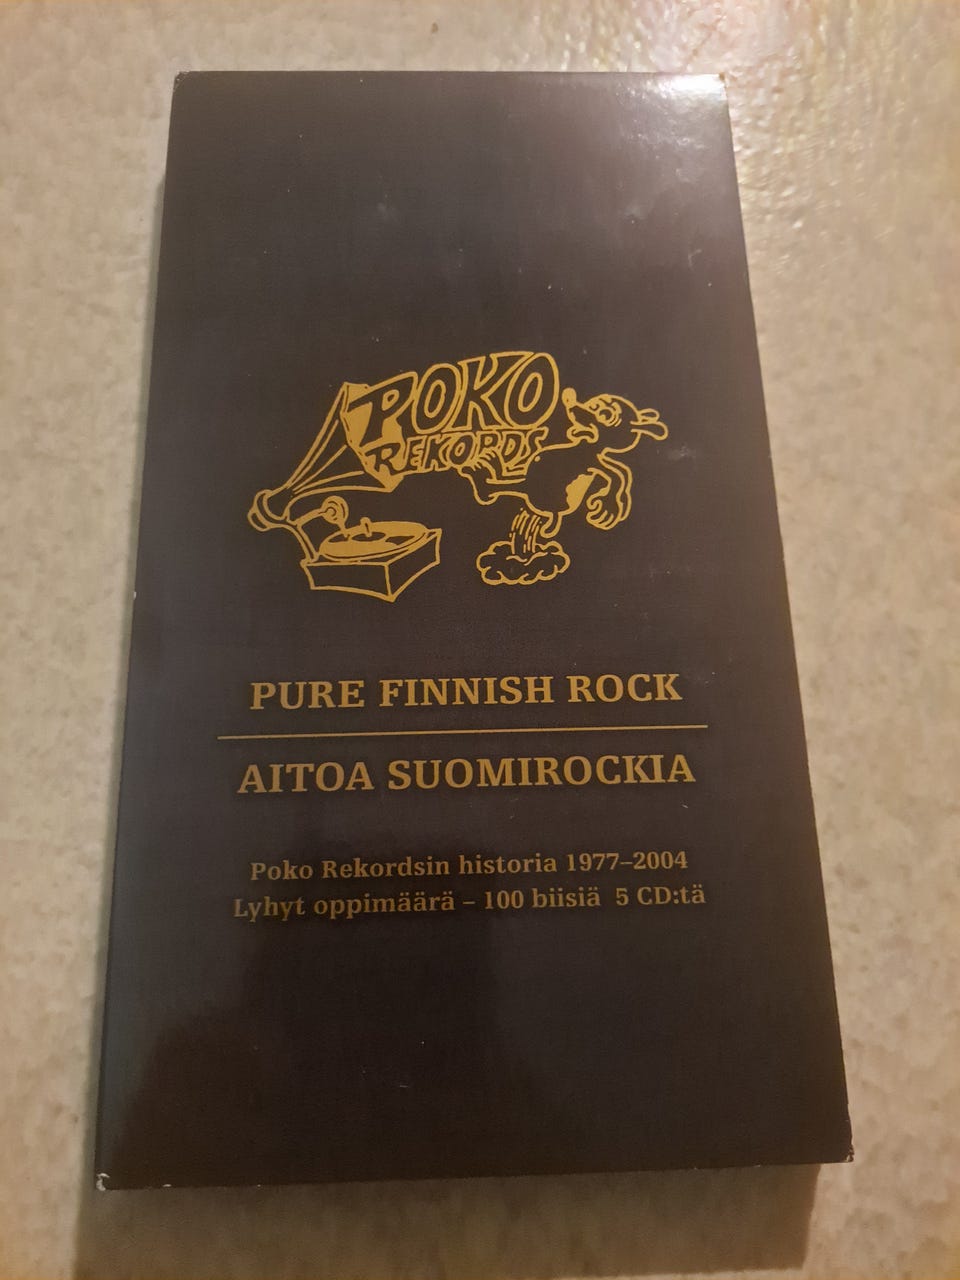 POKO
REKORDS
PURE FINNISH ROCK
AITOA SUOMIROCKIA
Poko Rekordsin historia 1977–2004
Lyhyt oppimäärä – 100 biisiä 5 CD:tä